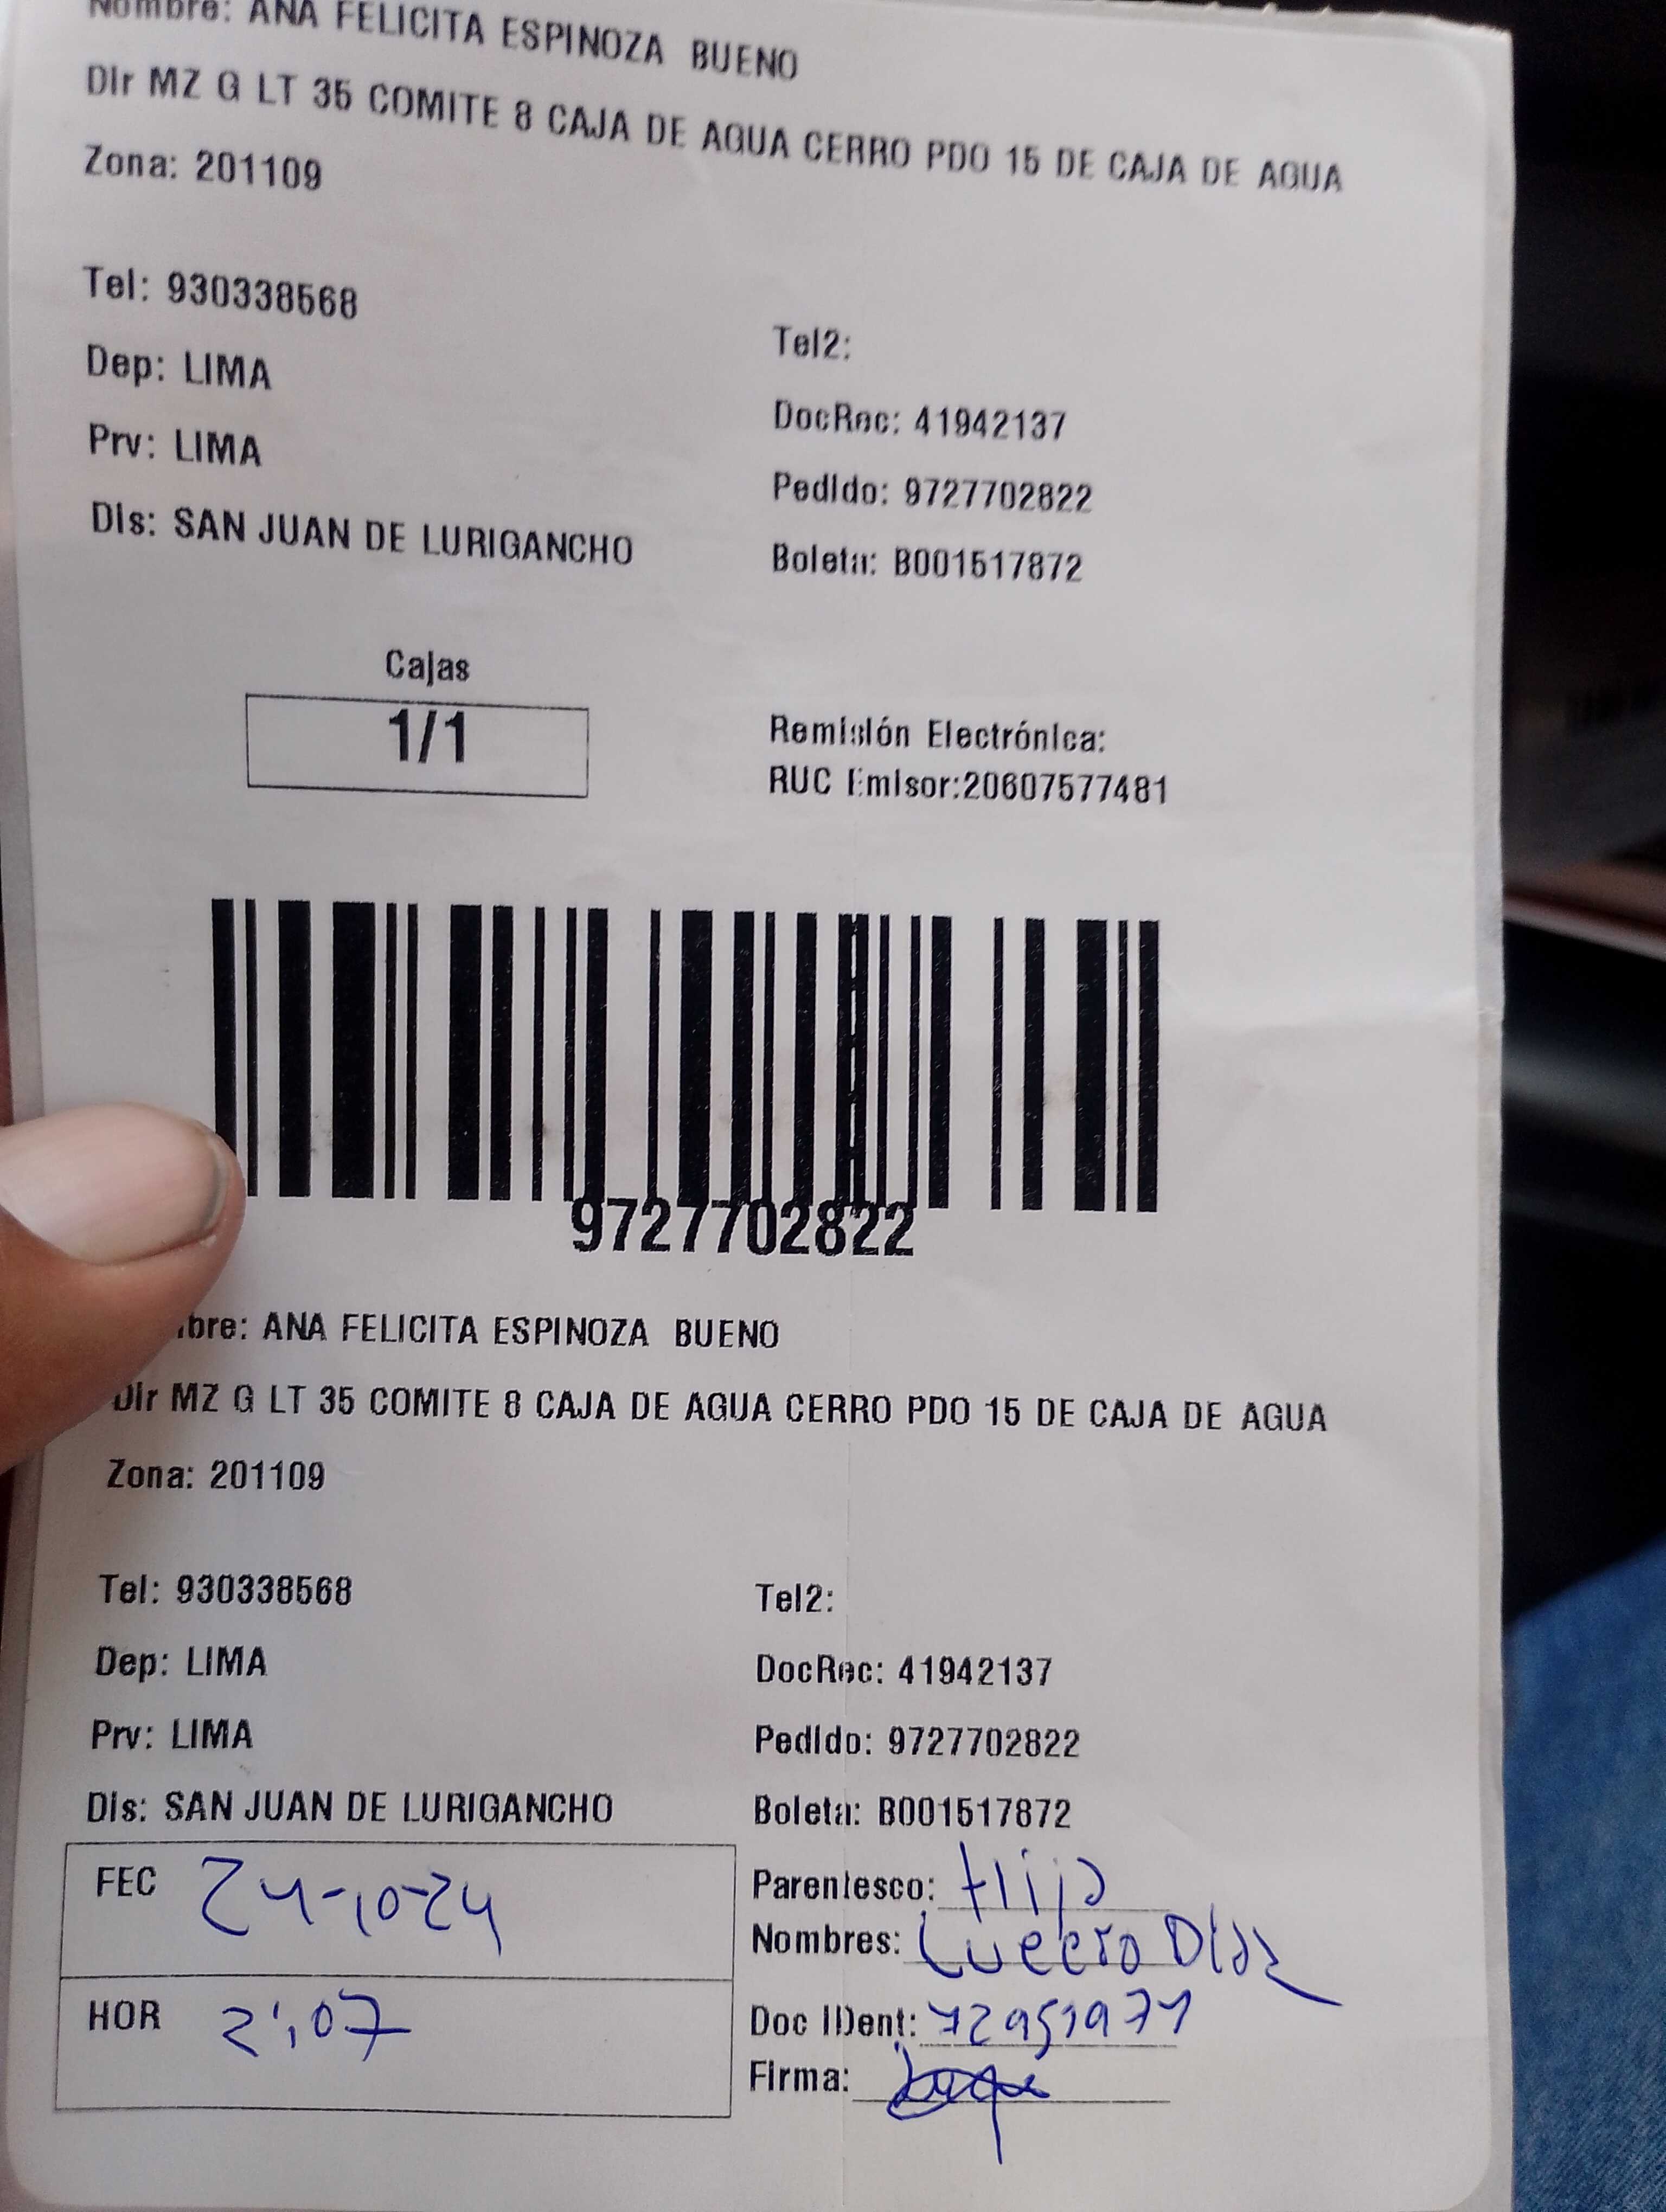 Nombre: ANA FELICITA ESPINOZA BUENO
Dir MZ G LT 35 COMITE 8 CAJA DE AGUA CERRO PDO 15 DE CAJA DE AGUA
Zona: 201109
Tel: 930338568
Tel2:
Dep: LIMA
DocRec: 41942137
Prv: LIMA
Pedido: 9727702822
Dis: SAN JUAN DE LURIGANCHO
Boleta: B001517872
Cajas
1/1
Remisión Electrónica:
RUC Emisor:20607577481
9727702822
bre: ANA FELICITA ESPINOZA BUENO
Dir MZ G LT 35 COMITE 8 CAJA DE AGUA CERRO PDO 15 DE CAJA DE AGUA
Zona: 201109
Tel: 930338568
Tel2:
Dep: LIMA
DocRec: 41942137
Prv: LIMA
Pedido: 9727702822
Dis: SAN JUAN DE LURIGANCHO
Boleta: B001517872
FEC 24-10-24
Parentesco:
Nombres: Díaz
HOR 2:07
Doc IDent: 72951971
Firma: